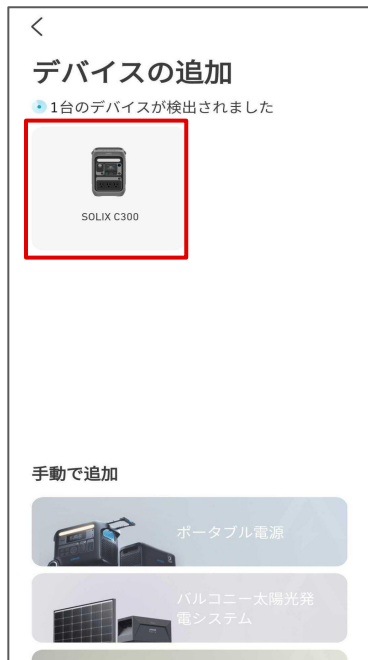 デバイスの追加
1台のデバイスが検出されました
SOLIX C300
手動で追加
ポータブル電源
バルコニー太陽光発
電システム